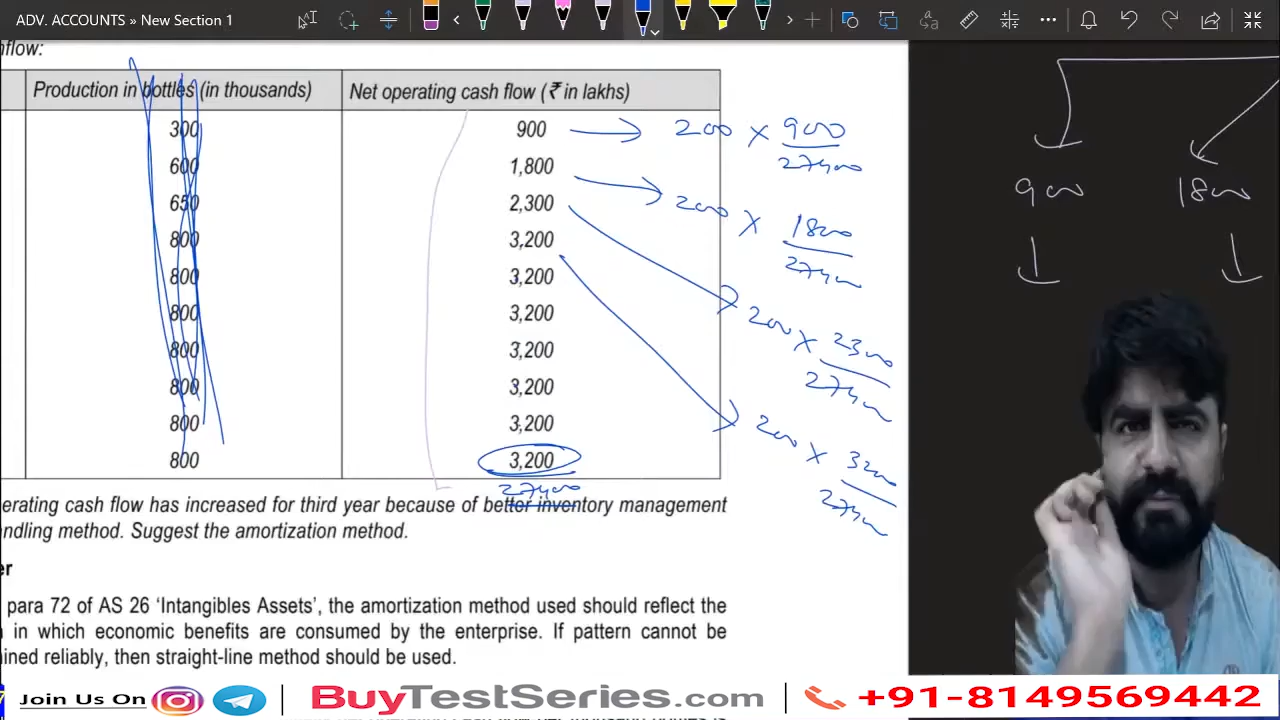 ADV. ACCOUNTS » New Section 1
flow:
Production in bottles (in thousands) Net operating cash flow (₹ in lakhs)
300 900 → 200 × 900/27400 900 1800
600 1,800 → 200 × 1800/27400
650 2,300 → 200 × 2300/27400
800 3,200 → 200 × 3200/27400
800 3,200
800 3,200
800 3,200
800 3,200
800 3,200
800 3,200
27400
erating cash flow has increased for third year because of better inventory management
ndling method. Suggest the amortization method.
er
para 72 of AS 26 ‘Intangibles Assets’, the amortization method used should reflect the
n in which economic benefits are consumed by the enterprise. If pattern cannot be
ined reliably, then straight-line method should be used.
Join Us On BuyTestSeries.com +91-8149569442